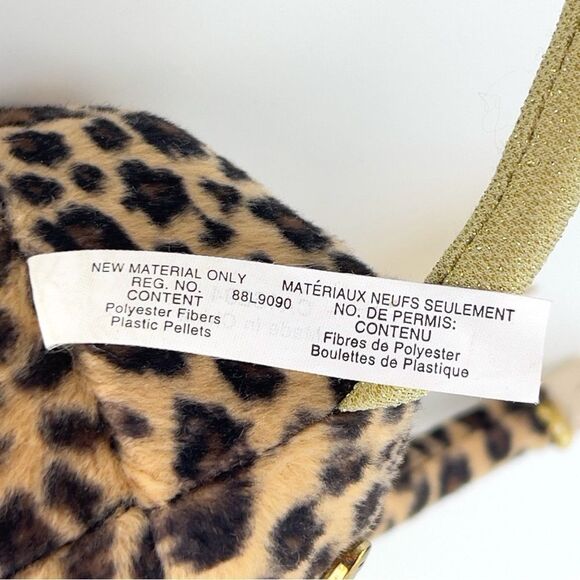 NEW MATERIAL ONLY
REG. NO. 88L9090
CONTENT
Polyester Fibers
Plastic Pellets
MATÉRIAUX NEUFS SEULEMENT
NO. DE PERMIS:
CONTENU
Fibres de Polyester
Boulettes de Plastique